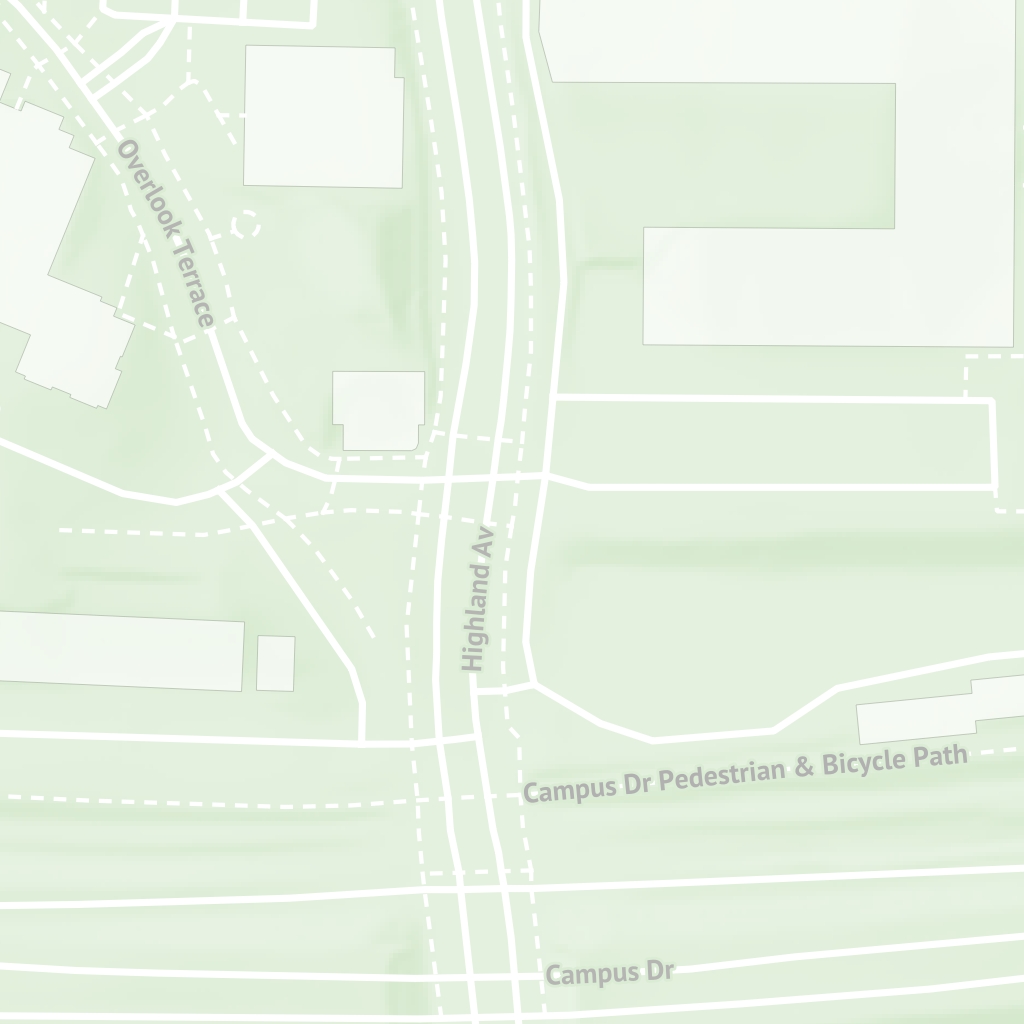 Overlook Terrace
Highland Av
Campus Dr Pedestrian & Bicycle Path
Campus Dr